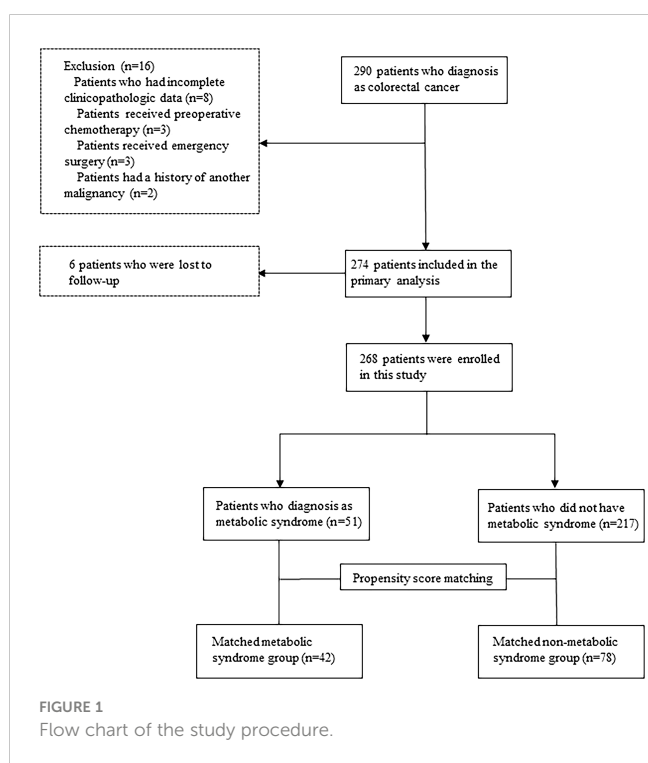 Exclusion (n=16)
Patients who had incomplete
clinicopathologic data (n=8)
Patients received preoperative
chemotherapy (n=3)
Patients received emergency
surgery (n=3)
Patients had a history of another
malignancy (n=2)
290 patients who diagnosis
as colorectal cancer
6 patients who were lost to
follow-up
274 patients included in the
primary analysis
268 patients were enrolled
in this study
Patients who diagnosis as
metabolic syndrome (n=51)
Patients who did not have
metabolic syndrome (n=217)
Propensity score matching
Matched metabolic
syndrome group (n=42)
Matched non-metabolic
syndrome group (n=78)
FIGURE 1
Flow chart of the study procedure.